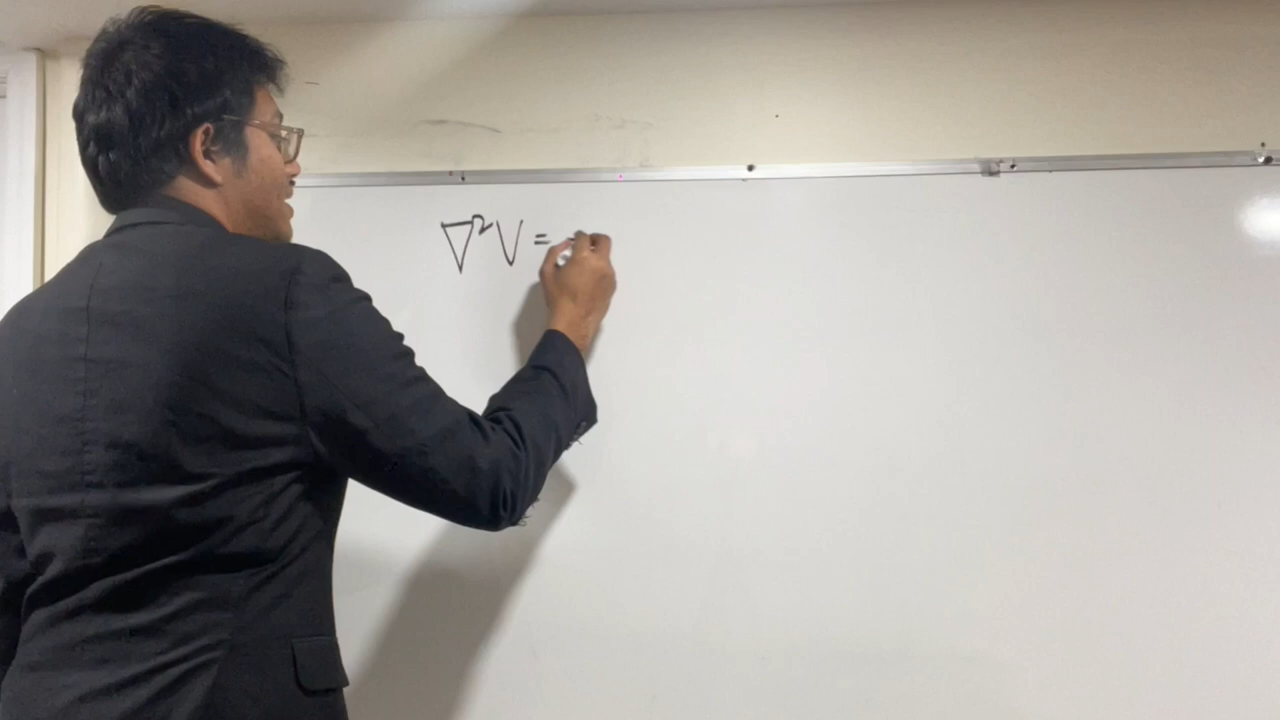 ∇²V =